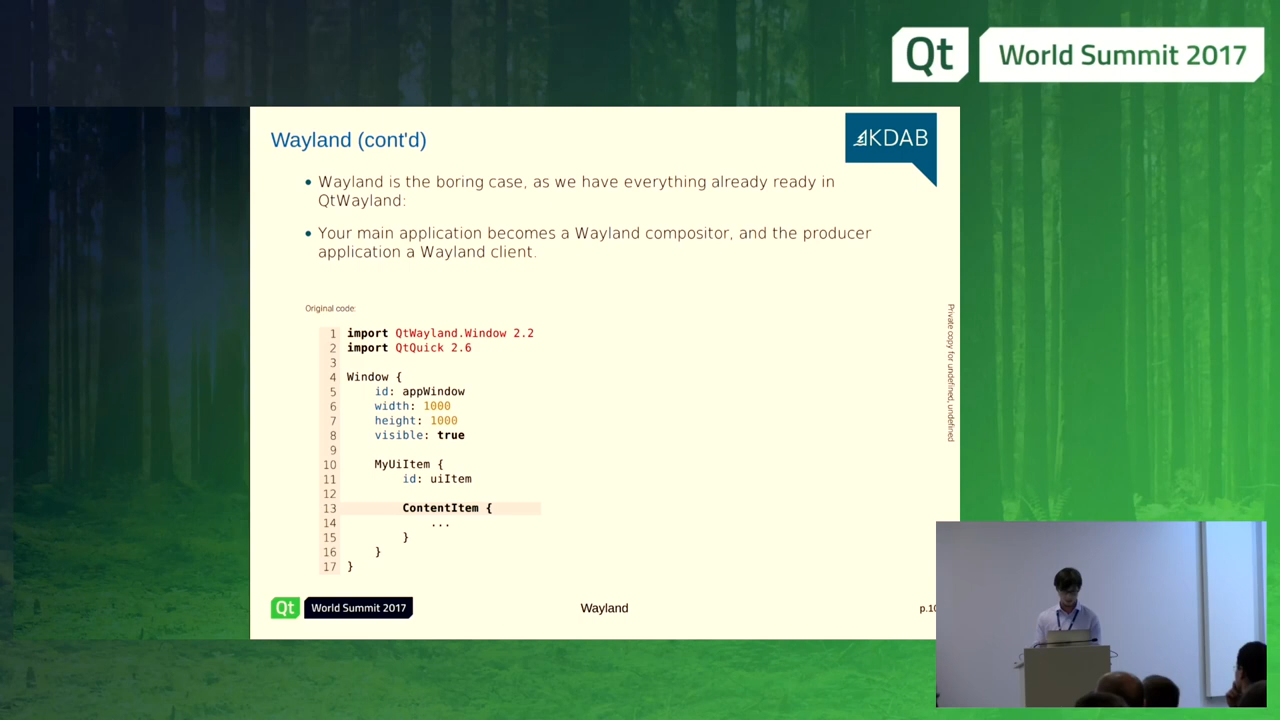 Qt World Summit 2017
Wayland (cont'd)
KDAB
• Wayland is the boring case, as we have everything already ready in
QtWayland:
• Your main application becomes a Wayland compositor, and the producer
application a Wayland client.
Original code:
1 import QtWayland.Window 2.2
2 import QtQuick 2.6
3
4 Window {
5 id: appWindow
6 width: 1000
7 height: 1000
8 visible: true
9
10 MyUiItem {
11 id: uiItem
12
13 ContentItem {
14 ...
15 }
16 }
17 }
Private copy for undefined, undefined
Qt World Summit 2017
Wayland
p.10